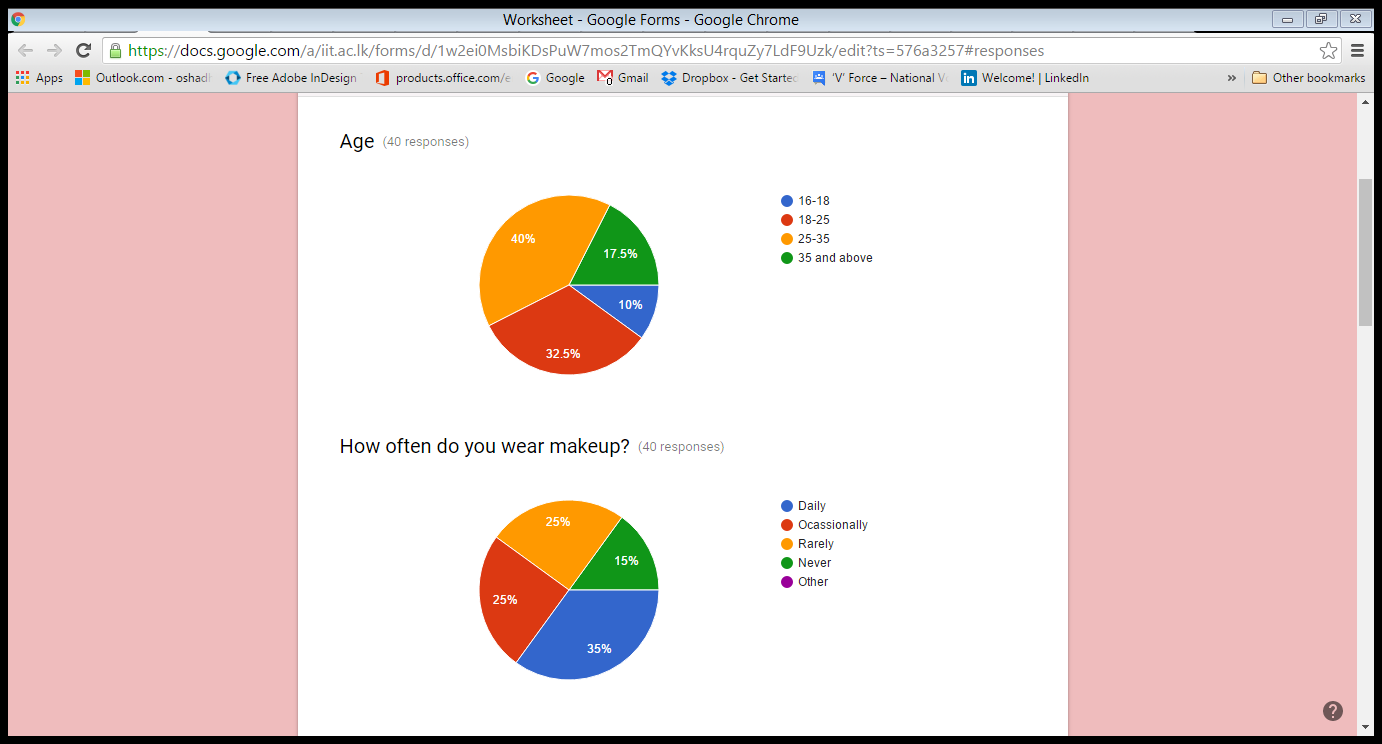 Worksheet - Google Forms - Google Chrome
https://docs.google.com/a/iit.ac.lk/forms/d/1w2ei0MsbiKDsPuW7mos2TmQYvKksU4rquZy7LdF9Uzk/edit?ts=576a3257#responses
Apps Outlook.com - oshad Free Adobe InDesign products.office.com/e Google 0 Gmail Dropbox - Get Started 'V' Force – National V in Welcome! | LinkedIn » Other bookmarks
Age (40 responses)
16-18
18-25
25-35
35 and above
40%
17.5%
10%
32.5%
How often do you wear makeup? (40 responses)
Daily
Ocassionally
Rarely
Never
Other
25%
15%
25%
35%
?